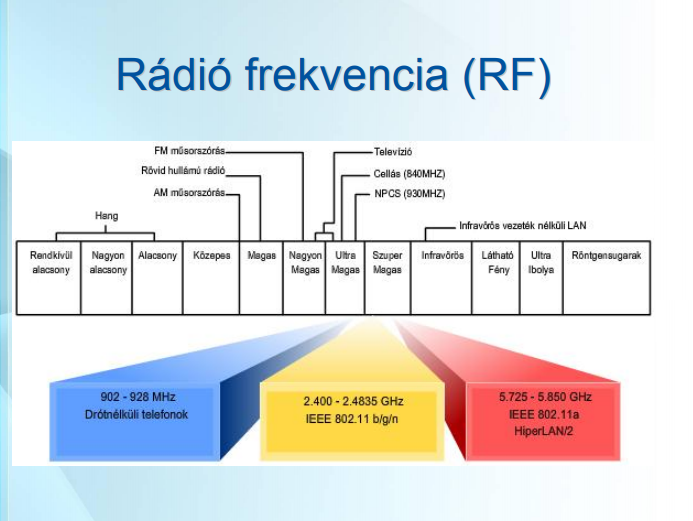 Rádió frekvencia (RF)
FM műsorszórás
Televízió
Rövid hullámú rádió
Cellás (840MHZ)
AM műsorszórás
NPCS (930MHZ)
Hang
Infravörös vezeték nélküli LAN
Rendkívül alacsony
Nagyon alacsony
Alacsony
Közepes
Magas
Nagyon Magas
Ultra Magas
Szuper Magas
Infravörös
Látható Fény
Ultra Ibolya
Röntgensugarak
902 - 928 MHz
Drótnélküli telefonok
2.400 - 2.4835 GHz
IEEE 802.11 b/g/n
5.725 - 5.850 GHz
IEEE 802.11a
HiperLAN/2